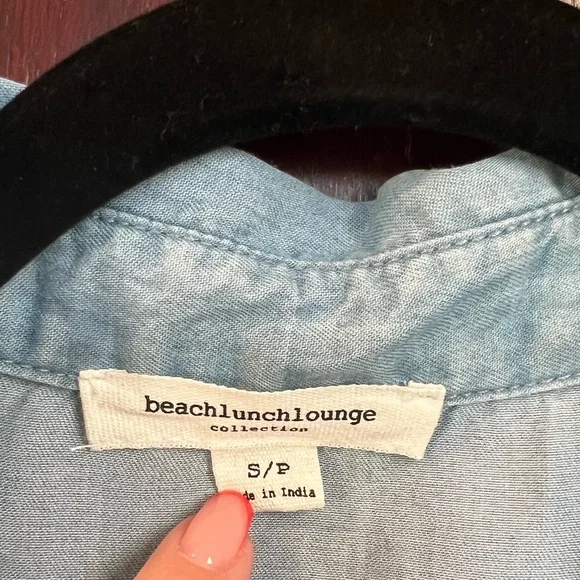 beachlunchlounge
collection
S/P
in India